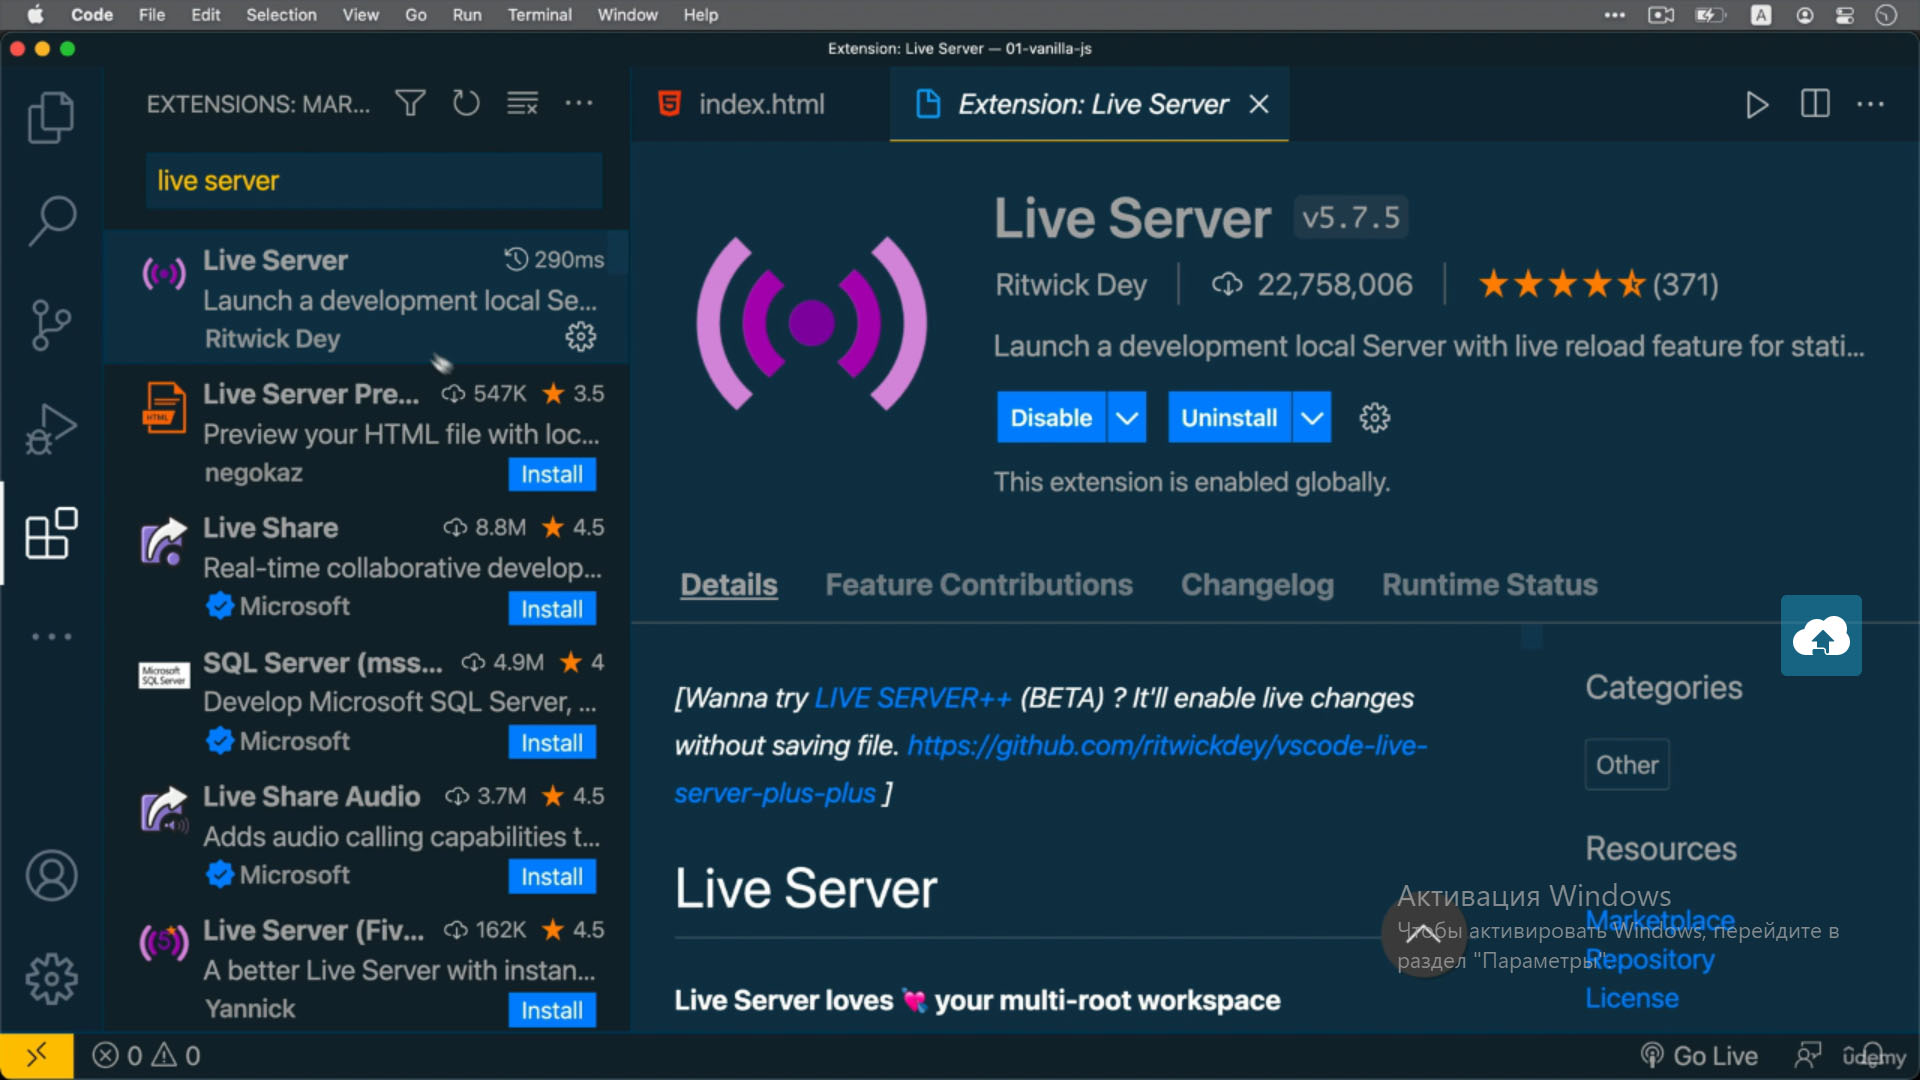 Code File Edit Selection View Go Run Terminal Window Help A
Extension: Live Server — 01-vanilla-js
EXTENSIONS: MAR...
live server
Live Server 290ms
Launch a development local Se...
Ritwick Dey
Live Server Pre... 547K 3.5
Preview your HTML file with loc...
negokaz Install
HTML
Live Share 8.8M 4.5
Real-time collaborative develop...
Microsoft Install
SQL Server (mss... 4.9M 4
Microsoft
SQL Server
Develop Microsoft SQL Server, ...
Microsoft Install
Live Share Audio 3.7M 4.5
Adds audio calling capabilities t...
Microsoft Install
Live Server (Fiv... 162K 4.5
A better Live Server with instan...
Yannick Install
index.html Extension: Live Server
Live Server v5.7.5
Ritwick Dey 22,758,006 (371)
Launch a development local Server with live reload feature for stati...
Disable Uninstall
This extension is enabled globally.
Details Feature Contributions Changelog Runtime Status
[Wanna try LIVE SERVER++ (BETA) ? It'll enable live changes
without saving file. https://github.com/ritwickdey/vscode-live-
server-plus-plus ]
Live Server
Live Server loves 💘 your multi-root workspace
Categories
Other
Resources
Marketplace
Repository
License
Активация Windows
Чтобы активировать Windows, перейдите в
раздел "Параметры".
0 0 Go Live
ûdemy